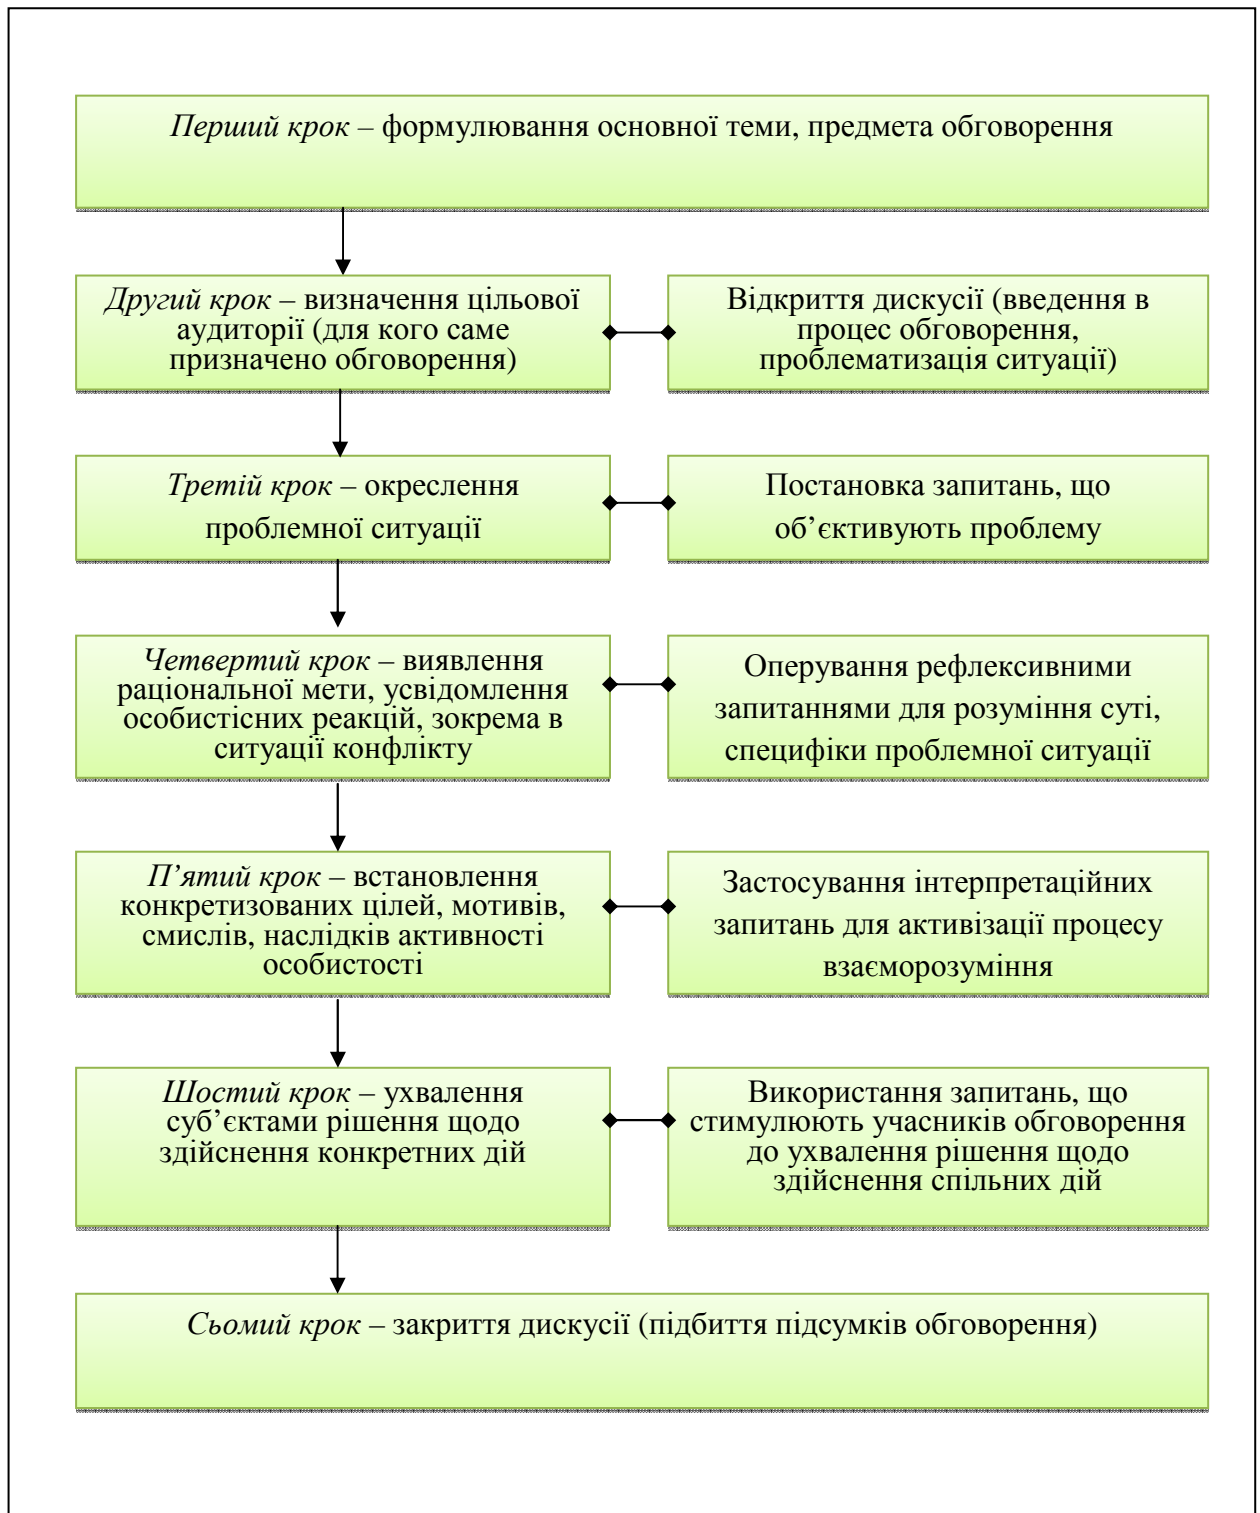 Перший крок – формулювання основної теми, предмета обговорення
Другий крок – визначення цільової
аудиторії (для кого саме
призначено обговорення)
Відкриття дискусії (введення в
процес обговорення,
проблематизація ситуації)
Третій крок – окреслення
проблемної ситуації
Постановка запитань, що
об’єктивують проблему
Четвертий крок – виявлення
раціональної мети, усвідомлення
особистісних реакцій, зокрема в
ситуації конфлікту
Оперування рефлексивними
запитаннями для розуміння суті,
специфіки проблемної ситуації
П’ятий крок – встановлення
конкретизованих цілей, мотивів,
смислів, наслідків активності
особистості
Застосування інтерпретаційних
запитань для активізації процесу
взаєморозуміння
Шостий крок – ухвалення
суб’єктами рішення щодо
здійснення конкретних дій
Використання запитань, що
стимулюють учасників обговорення
до ухвалення рішення щодо
здійснення спільних дій
Сьомий крок – закриття дискусії (підбиття підсумків обговорення)